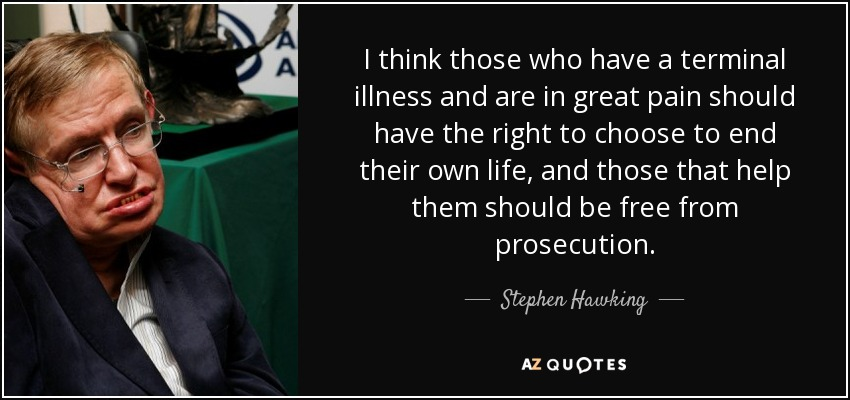 A
A
I think those who have a terminal
illness and are in great pain should
have the right to choose to end
their own life, and those that help
them should be free from
prosecution.
Stephen Hawking
AZ QUOTES